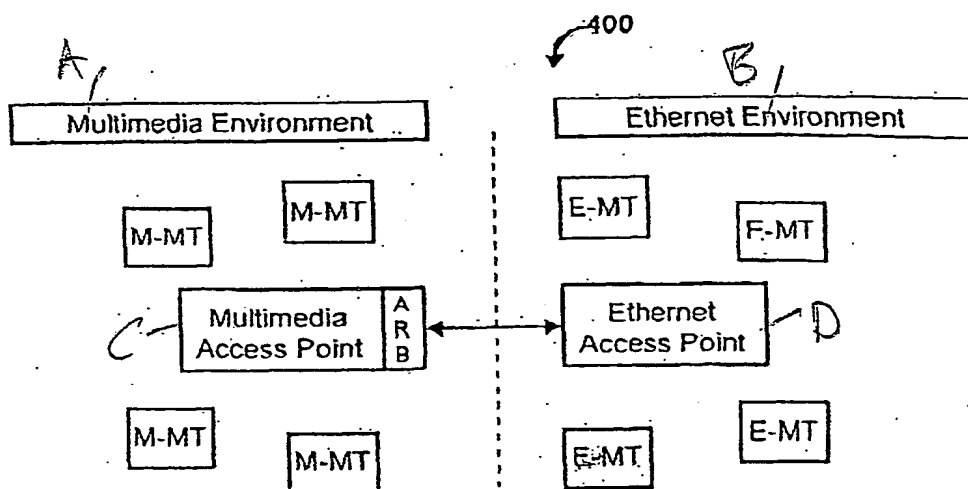 400
A
B
Multimedia Environment
Ethernet Environment
M-MT
M-MT
E-MT
F-MT
C
Multimedia
Access Point
A
R
B
Ethernet
Access Point
D
M-MT
M-MT
E-MT
E-MT